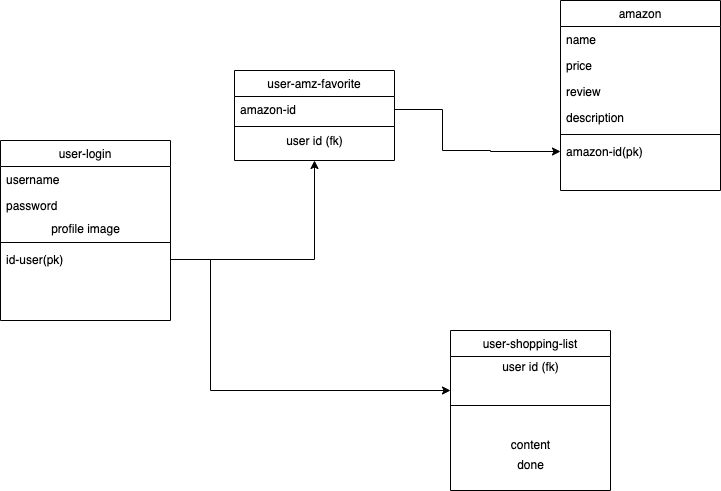 amazon
name
price
review
description
amazon-id(pk)
user-amz-favorite
amazon-id
user id (fk)
user-login
username
password
profile image
id-user(pk)
user-shopping-list
user id (fk)
content
done